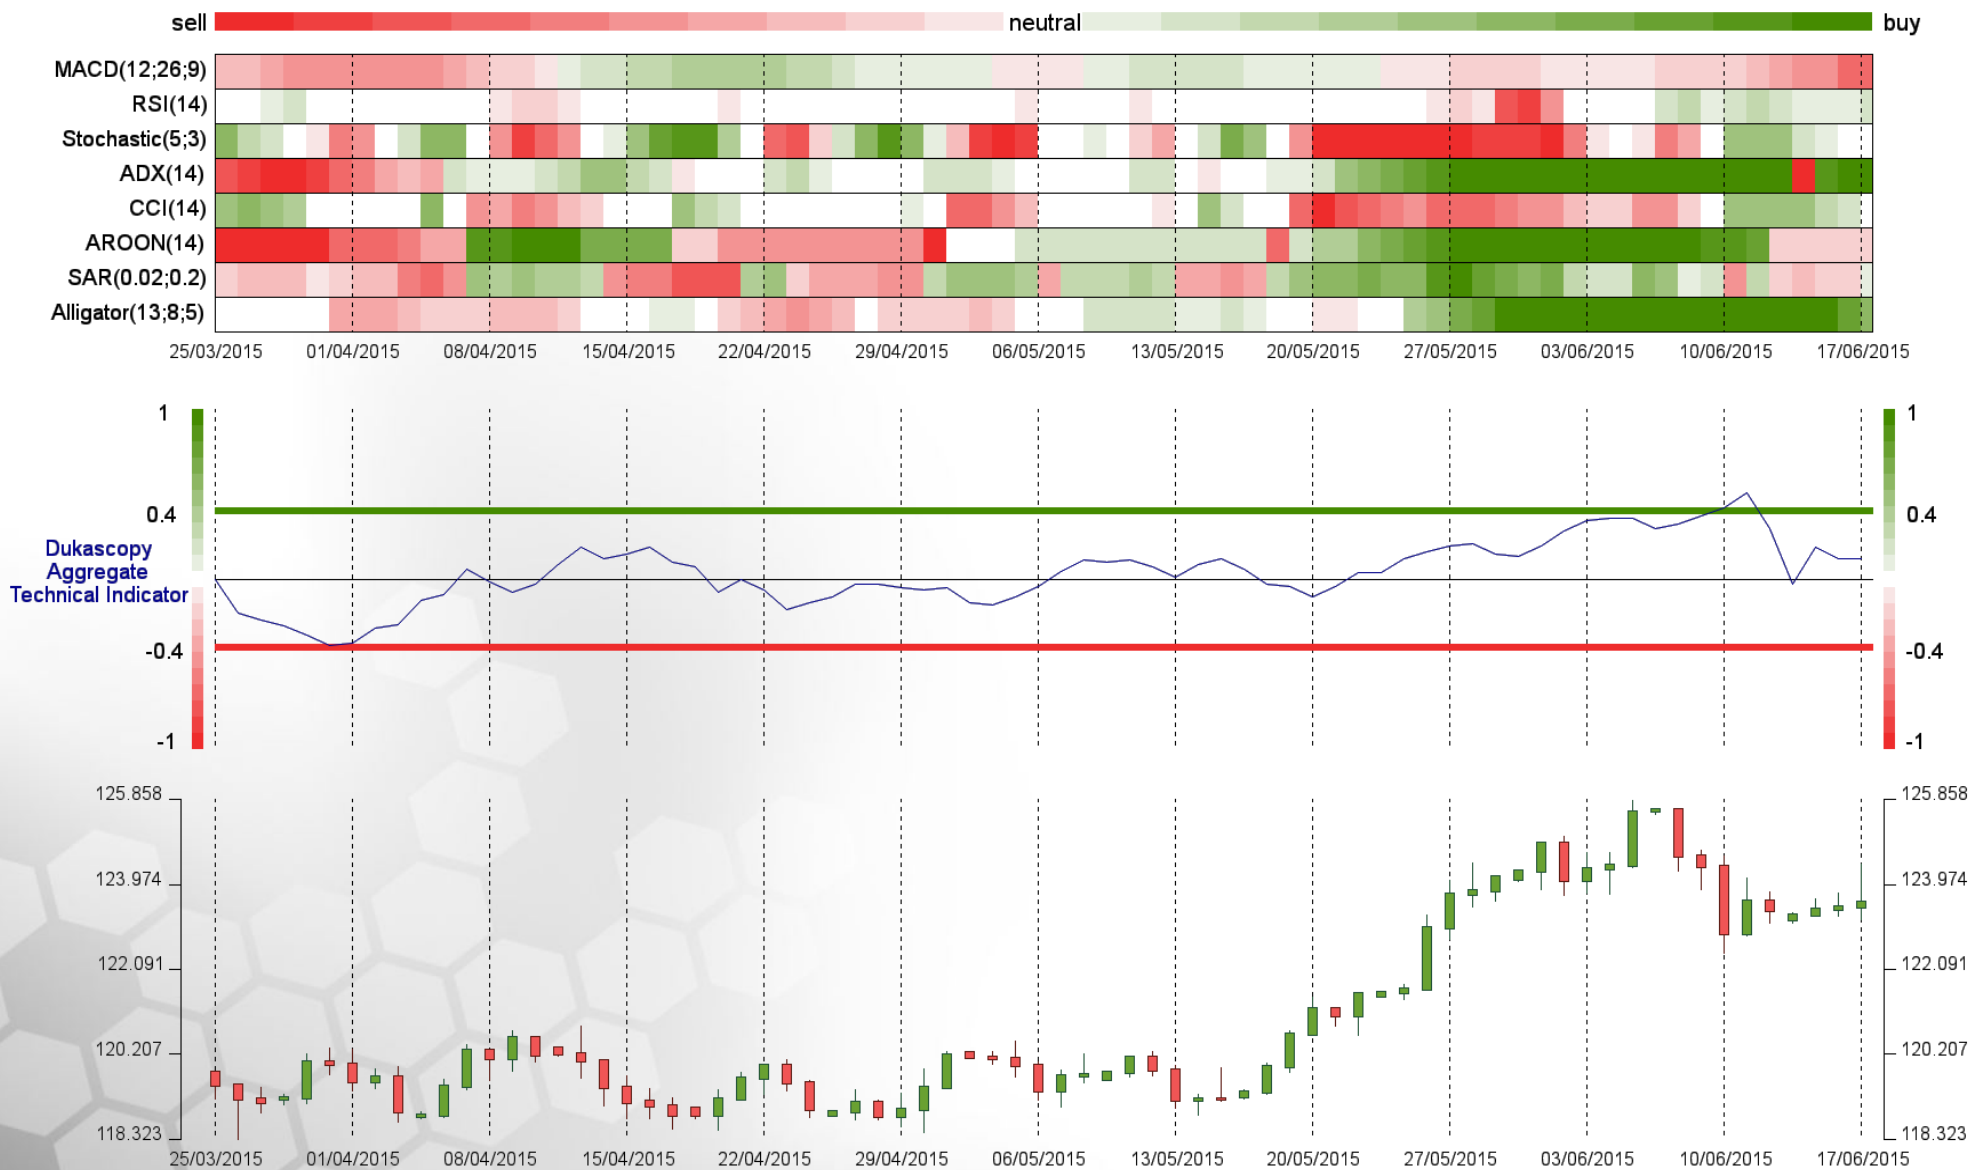 sell neutral buy
MACD(12;26;9)
RSI(14)
Stochastic(5;3)
ADX(14)
CCI(14)
AROON(14)
SAR(0.02;0.2)
Alligator(13;8;5)
25/03/2015 01/04/2015 08/04/2015 15/04/2015 22/04/2015 29/04/2015 06/05/2015 13/05/2015 20/05/2015 27/05/2015 03/06/2015 10/06/2015 17/06/2015
1 1
0.4 0.4
Dukascopy
Aggregate
Technical Indicator
-0.4 -0.4
-1 -1
125.858 125.858
123.974 123.974
122.091 122.091
120.207 120.207
118.323 118.323
25/03/2015 01/04/2015 08/04/2015 15/04/2015 22/04/2015 29/04/2015 06/05/2015 13/05/2015 20/05/2015 27/05/2015 03/06/2015 10/06/2015 17/06/2015